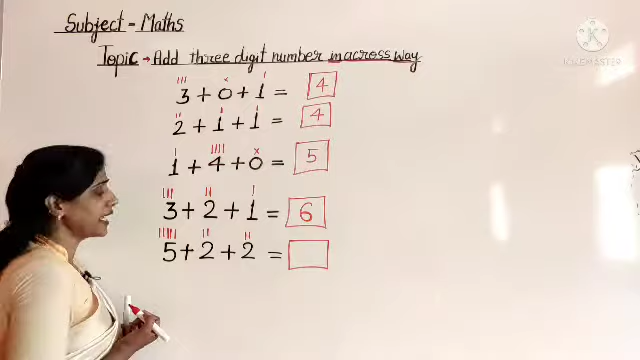 Subject - Maths
Topic - Add three digit number in across way
3 + 0 + 1 = 4
2 + 1 + 1 = 4
1 + 4 + 0 = 5
3 + 2 + 1 = 6
5 + 2 + 2 =
KINEMASTER